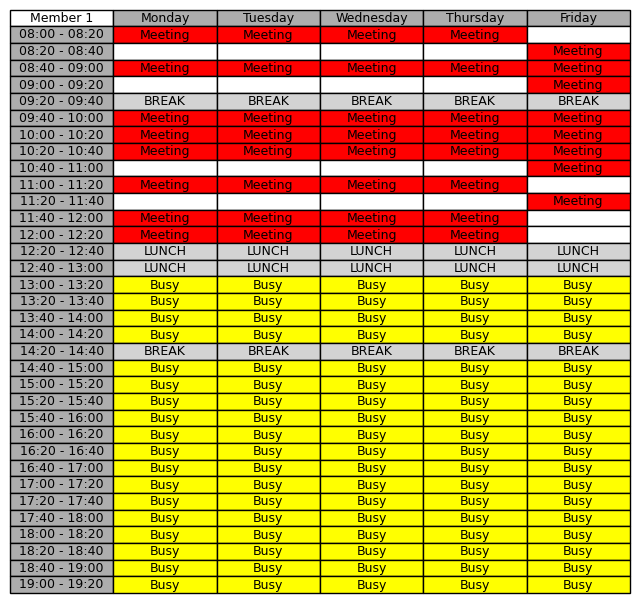 Member 1 Monday Tuesday Wednesday Thursday Friday
08:00 - 08:20 Meeting Meeting Meeting Meeting
08:20 - 08:40 Meeting
08:40 - 09:00 Meeting Meeting Meeting Meeting Meeting
09:00 - 09:20 Meeting
09:20 - 09:40 BREAK BREAK BREAK BREAK BREAK
09:40 - 10:00 Meeting Meeting Meeting Meeting Meeting
10:00 - 10:20 Meeting Meeting Meeting Meeting Meeting
10:20 - 10:40 Meeting Meeting Meeting Meeting Meeting
10:40 - 11:00 Meeting
11:00 - 11:20 Meeting Meeting Meeting Meeting
11:20 - 11:40 Meeting
11:40 - 12:00 Meeting Meeting Meeting Meeting
12:00 - 12:20 Meeting Meeting Meeting Meeting
12:20 - 12:40 LUNCH LUNCH LUNCH LUNCH LUNCH
12:40 - 13:00 LUNCH LUNCH LUNCH LUNCH LUNCH
13:00 - 13:20 Busy Busy Busy Busy Busy
13:20 - 13:40 Busy Busy Busy Busy Busy
13:40 - 14:00 Busy Busy Busy Busy Busy
14:00 - 14:20 Busy Busy Busy Busy Busy
14:20 - 14:40 BREAK BREAK BREAK BREAK BREAK
14:40 - 15:00 Busy Busy Busy Busy Busy
15:00 - 15:20 Busy Busy Busy Busy Busy
15:20 - 15:40 Busy Busy Busy Busy Busy
15:40 - 16:00 Busy Busy Busy Busy Busy
16:00 - 16:20 Busy Busy Busy Busy Busy
16:20 - 16:40 Busy Busy Busy Busy Busy
16:40 - 17:00 Busy Busy Busy Busy Busy
17:00 - 17:20 Busy Busy Busy Busy Busy
17:20 - 17:40 Busy Busy Busy Busy Busy
17:40 - 18:00 Busy Busy Busy Busy Busy
18:00 - 18:20 Busy Busy Busy Busy Busy
18:20 - 18:40 Busy Busy Busy Busy Busy
18:40 - 19:00 Busy Busy Busy Busy Busy
19:00 - 19:20 Busy Busy Busy Busy Busy